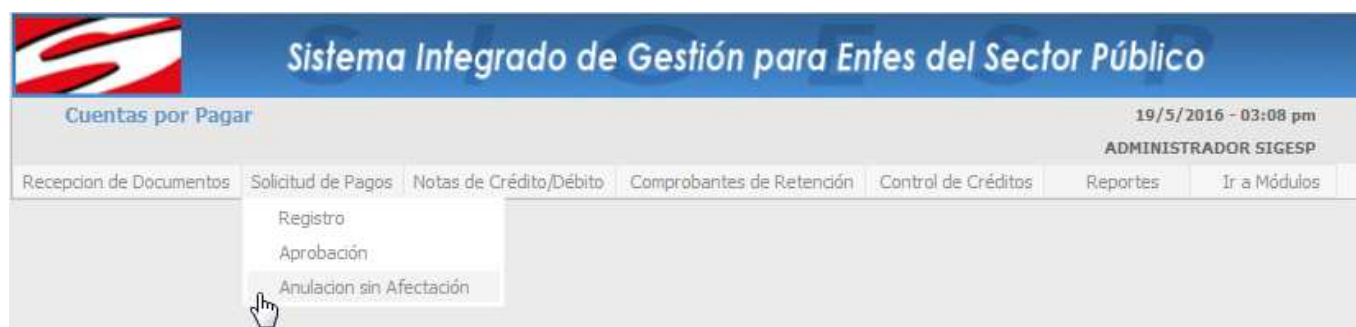 SIGESP
Sistema Integrado de Gestión para Entes del Sector Público
Cuentas por Pagar
19/5/2016 - 03:08 pm
ADMINISTRADOR SIGESP
Recepcion de Documentos Solicitud de Pagos Notas de Crédito/Débito Comprobantes de Retención Control de Créditos Reportes Ir a Módulos
Registro
Aprobación
Anulacion sin Afectación